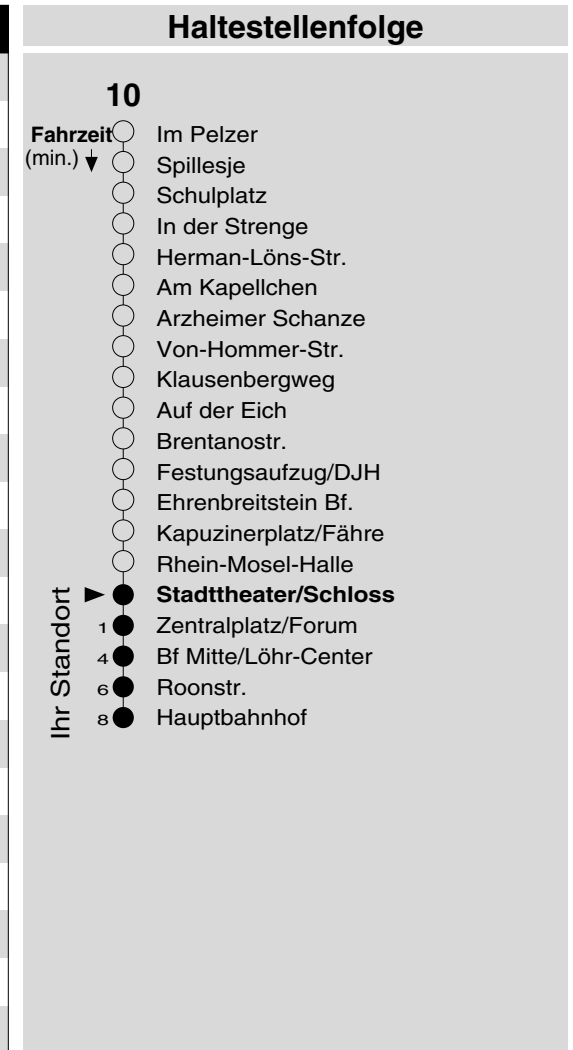 Haltestellenfolge
10
Fahrzeit
(min.)
Im Pelzer
Spillesje
Schulplatz
In der Strenge
Herman-Löns-Str.
Am Kapellchen
Arzheimer Schanze
Von-Hommer-Str.
Klausenbergweg
Auf der Eich
Brentanostr.
Festungsaufzug/DJH
Ehrenbreitstein Bf.
Kapuzinerplatz/Fähre
Rhein-Mosel-Halle
Ihr Standort
Stadttheater/Schloss
1 Zentralplatz/Forum
4 Bf Mitte/Löhr-Center
6 Roonstr.
8 Hauptbahnhof